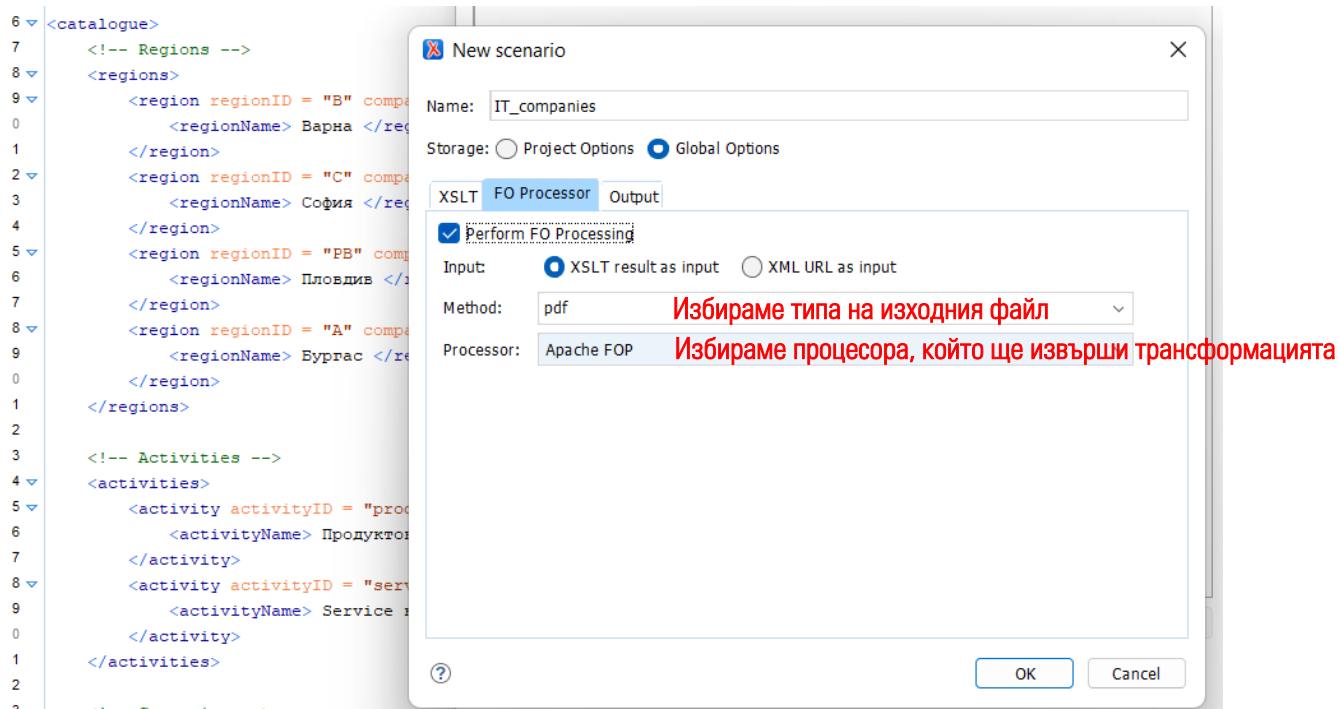 6 <catalogue>
7 <!-- Regions -->
8 <regions>
9 <region regionID = "B" compa
0 <regionName> Варна </reg
1 </region>
2 <region regionID = "C" compa
3 <regionName> София </reg
4 </region>
5 <region regionID = "PB" comp
6 <regionName> Пловдив </r
7 </region>
8 <region regionID = "A" compa
9 <regionName> Бургас </re
0 </region>
1 </regions>
2
3 <!-- Activities -->
4 <activities>
5 <activity activityID = "prod
6 <activityName> Продуктов
7 </activity>
8 <activity activityID = "serv
9 <activityName> Service
0 </activity>
1 </activities>
2
New scenario
Name: IT_companies
Storage: Project Options Global Options
XSLT FO Processor Output
Perform FO Processing
Input: XSLT result as input XML URL as input
Method: pdf Избираме типа на изходния файл
Processor: Apache FOP Избираме процесора, който ще извърши трансформацията
? OK Cancel